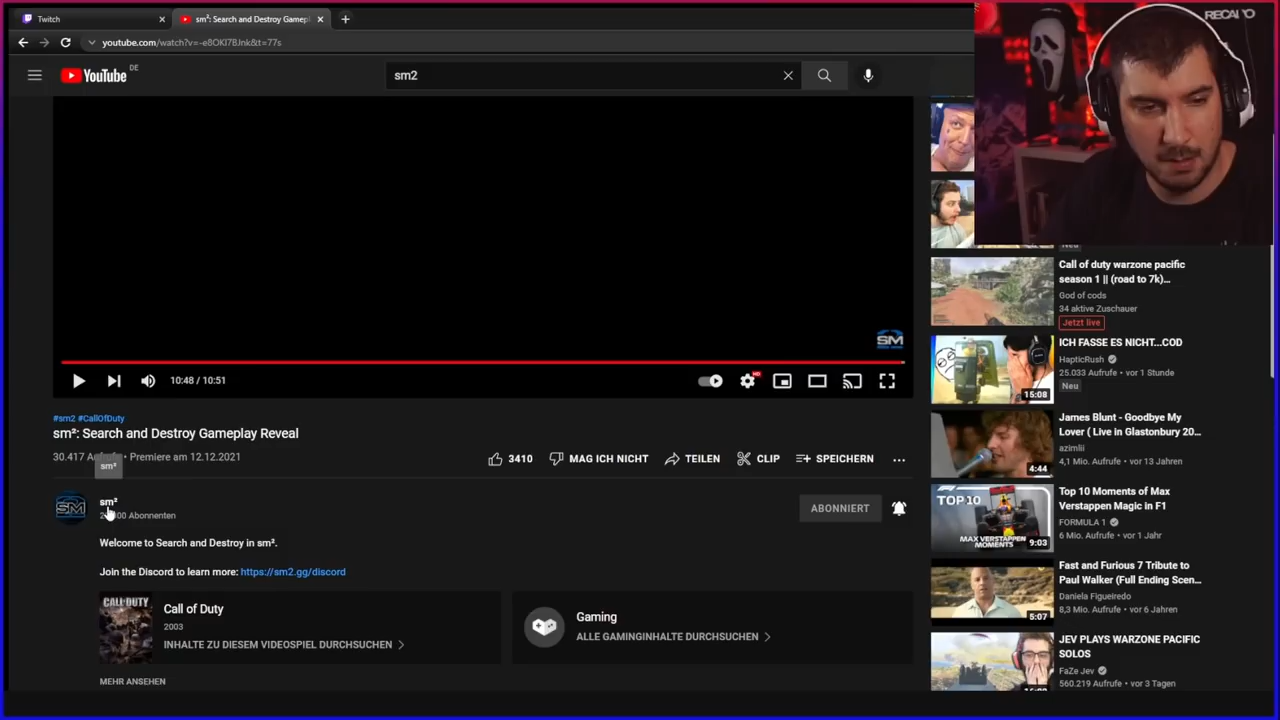 Twitch
sm²: Search and Destroy Gamepl
youtube.com/watch?v=-e8OKI7BJnk&t=77s
RECAPO
YouTube DE
sm2
SM
10:48 / 10:51
#sm2 #CallOfDuty
sm²: Search and Destroy Gameplay Reveal
30.417 • Premiere am 12.12.2021
sm²
3410
MAG ICH NICHT
TEILEN
CLIP
SPEICHERN
SM
sm²
Abonnenten
ABONNIERT
Welcome to Search and Destroy in sm².
Join the Discord to learn more: https://sm2.gg/discord
CALL OF DUTY
Call of Duty
2003
INHALTE ZU DIESEM VIDEOSPIEL DURCHSUCHEN
Gaming
ALLE GAMINGINHALTE DURCHSUCHEN
MEHR ANSEHEN
Neu
Call of duty warzone pacific
season 1 || (road to 7k)...
God of cods
34 aktive Zuschauer
Jetzt live
15:08
ICH FASSE ES NICHT...COD
HapticRush
25.033 Aufrufe • vor 1 Stunde
Neu
4:44
James Blunt - Goodbye My
Lover ( Live in Glastonbury 20...
azimlii
4,1 Mio. Aufrufe • vor 13 Jahren
TOP 10
MAX VERSTAPPEN
MOMENTS
9:03
Top 10 Moments of Max
Verstappen Magic in F1
FORMULA 1
6 Mio. Aufrufe • vor 1 Jahr
5:07
Fast and Furious 7 Tribute to
Paul Walker (Full Ending Scen...
Daniela Figueiredo
8,3 Mio. Aufrufe • vor 6 Jahren
JEV PLAYS WARZONE PACIFIC
SOLOS
FaZe Jev
560.219 Aufrufe • vor 3 Tagen